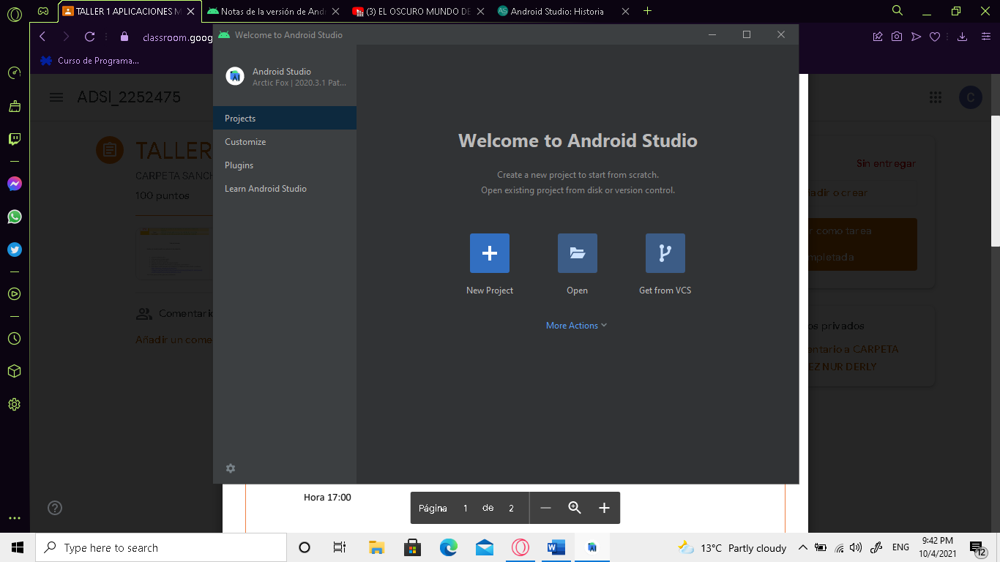 TALLER 1 APLICACIONES M
Notas de la versión de And
(3) EL OSCURO MUNDO DE
Android Studio: Historia
classroom.goog
Curso de Programa...
Welcome to Android Studio
Android Studio
Arctic Fox | 2020.3.1 Pat...
Projects
Customize
Plugins
Learn Android Studio
Welcome to Android Studio
Create a new project to start from scratch.
Open existing project from disk or version control.
New Project
Open
Get from VCS
More Actions
ADSI_2252475
C
TALLER
CARPETA SANCH
100 puntos
Sin entregar
adir o crear
r como tarea
mpletada
Comentario
Añadir un come
os privados
entario a CARPETA
EZ NUR DERLY
Hora 17:00
Página 1 de 2
Type here to search
13°C Partly cloudy
ENG
9:42 PM
10/4/2021
12